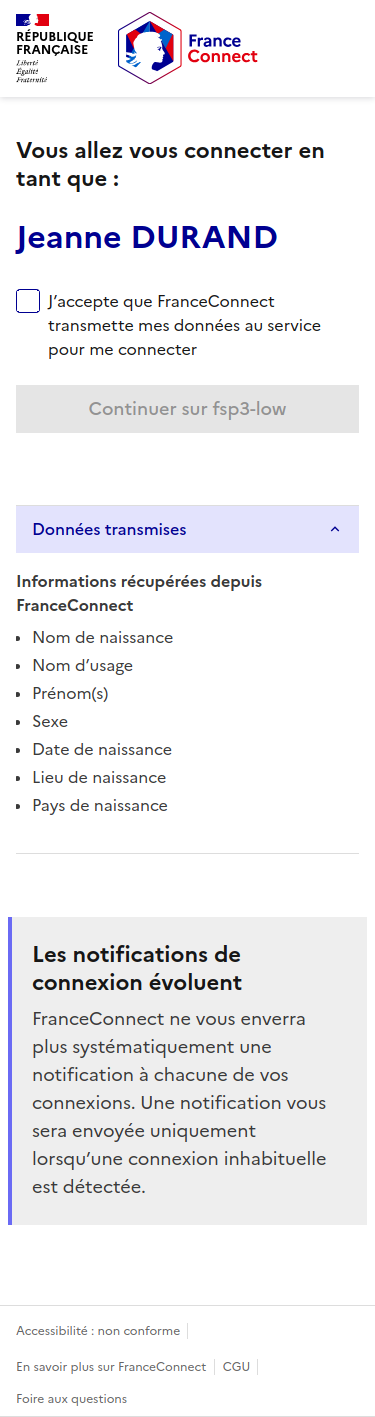 RÉPUBLIQUE
FRANÇAISE
Liberté
Égalité
Fraternité
France
Connect
Vous allez vous connecter en
tant que :
Jeanne DURAND
J’accepte que FranceConnect
transmette mes données au service
pour me connecter
Continuer sur fsp3-low
Données transmises
Informations récupérées depuis
FranceConnect
Nom de naissance
Nom d’usage
Prénom(s)
Sexe
Date de naissance
Lieu de naissance
Pays de naissance
Les notifications de
connexion évoluent
FranceConnect ne vous enverra
plus systématiquement une
notification à chacune de vos
connexions. Une notification vous
sera envoyée uniquement
lorsqu’une connexion inhabituelle
est détectée.
Accessibilité : non conforme
En savoir plus sur FranceConnect CGU
Foire aux questions